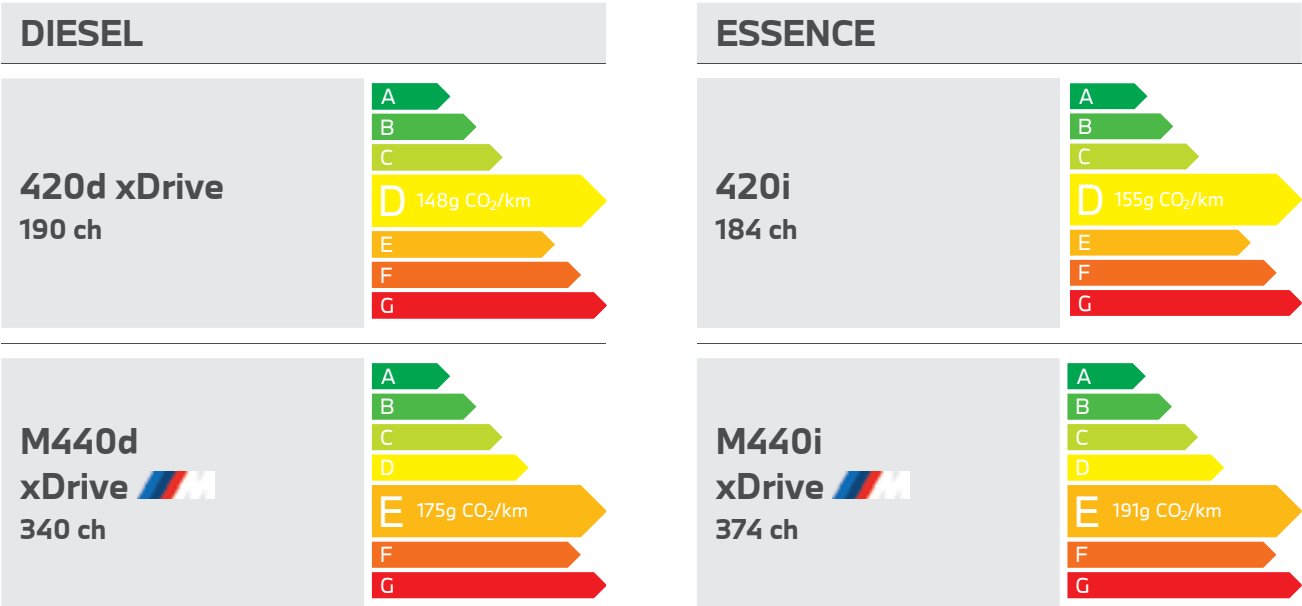 DIESEL
420d xDrive
190 ch
A
B
C
D 148g CO₂/km
E
F
G
M440d
xDrive M
340 ch
A
B
C
D
E 175g CO₂/km
F
G
ESSENCE
420i
184 ch
A
B
C
D 155g CO₂/km
E
F
G
M440i
xDrive M
374 ch
A
B
C
D
E 191g CO₂/km
F
G